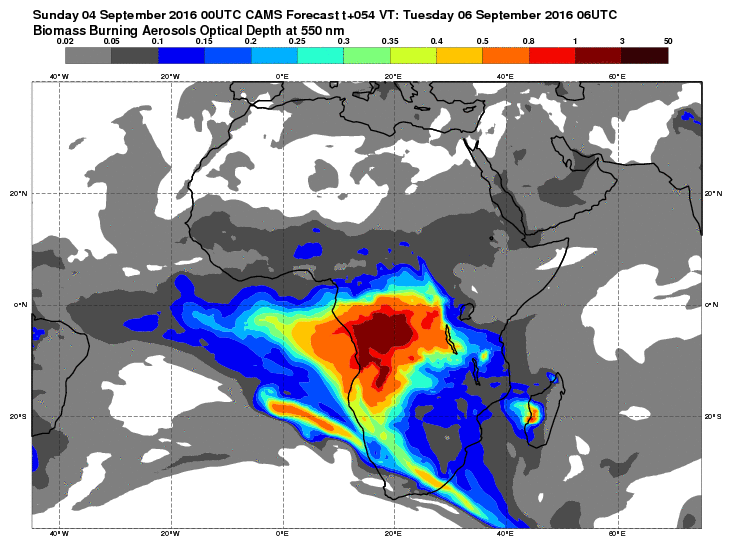 Sunday 04 September 2016 00UTC CAMS Forecast t+054 VT: Tuesday 06 September 2016 06UTC
Biomass Burning Aerosols Optical Depth at 550 nm
0.02 0.05 0.1 0.15 0.2 0.25 0.3 0.35 0.4 0.45 0.5 0.8 1 3 50
40°W 20°W 0°E 20°E 40°E 60°E
20°N 20°N
0°N 0°N
20°S 20°S
40°W 20°W 0°E 20°E 40°E 60°E